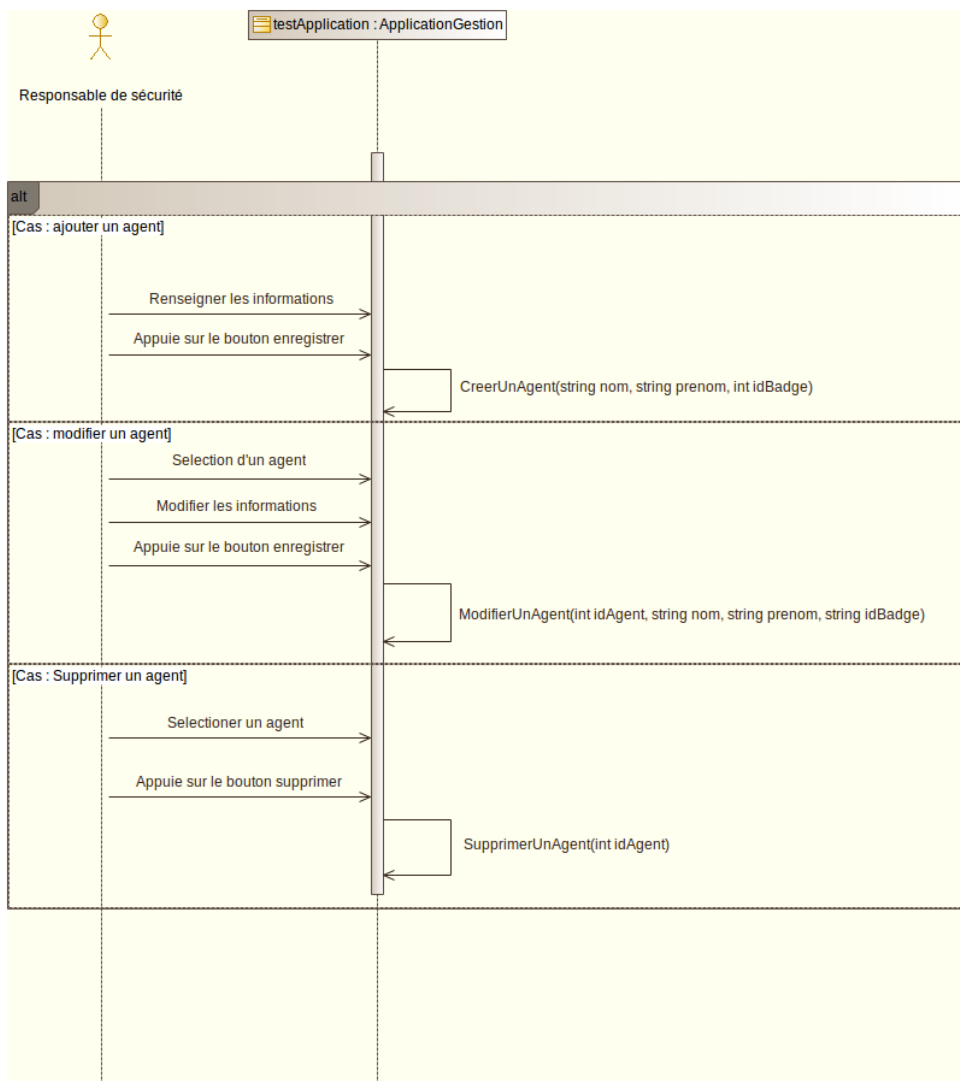 testApplication : ApplicationGestion
Responsable de sécurité
alt
[Cas : ajouter un agent]
Renseigner les informations
Appuie sur le bouton enregistrer
CreerUnAgent(string nom, string prenom, int idBadge)
[Cas : modifier un agent]
Selection d'un agent
Modifier les informations
Appuie sur le bouton enregistrer
ModifierUnAgent(int idAgent, string nom, string prenom, string idBadge)
[Cas : Supprimer un agent]
Selectioner un agent
Appuie sur le bouton supprimer
SupprimerUnAgent(int idAgent)